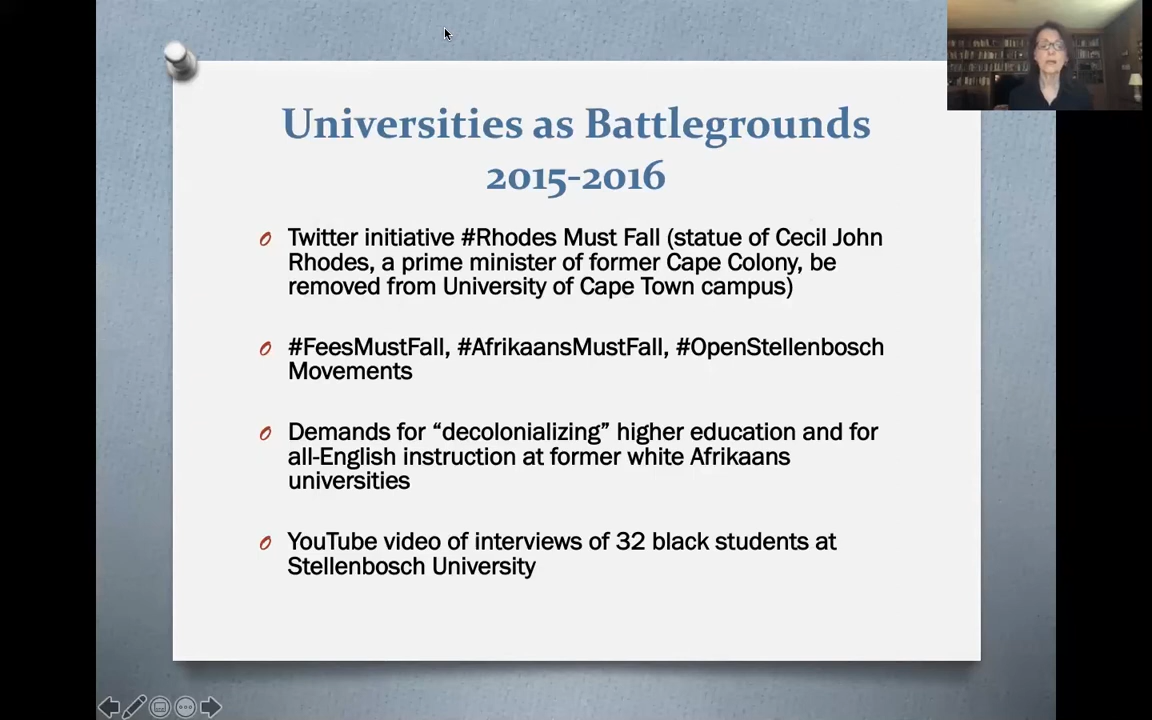 Universities as Battlegrounds
2015-2016
Twitter initiative #Rhodes Must Fall (statue of Cecil John
Rhodes, a prime minister of former Cape Colony, be
removed from University of Cape Town campus)
#FeesMustFall, #AfrikaansMustFall, #OpenStellenbosch
Movements
Demands for “decolonializing” higher education and for
all-English instruction at former white Afrikaans
universities
YouTube video of interviews of 32 black students at
Stellenbosch University